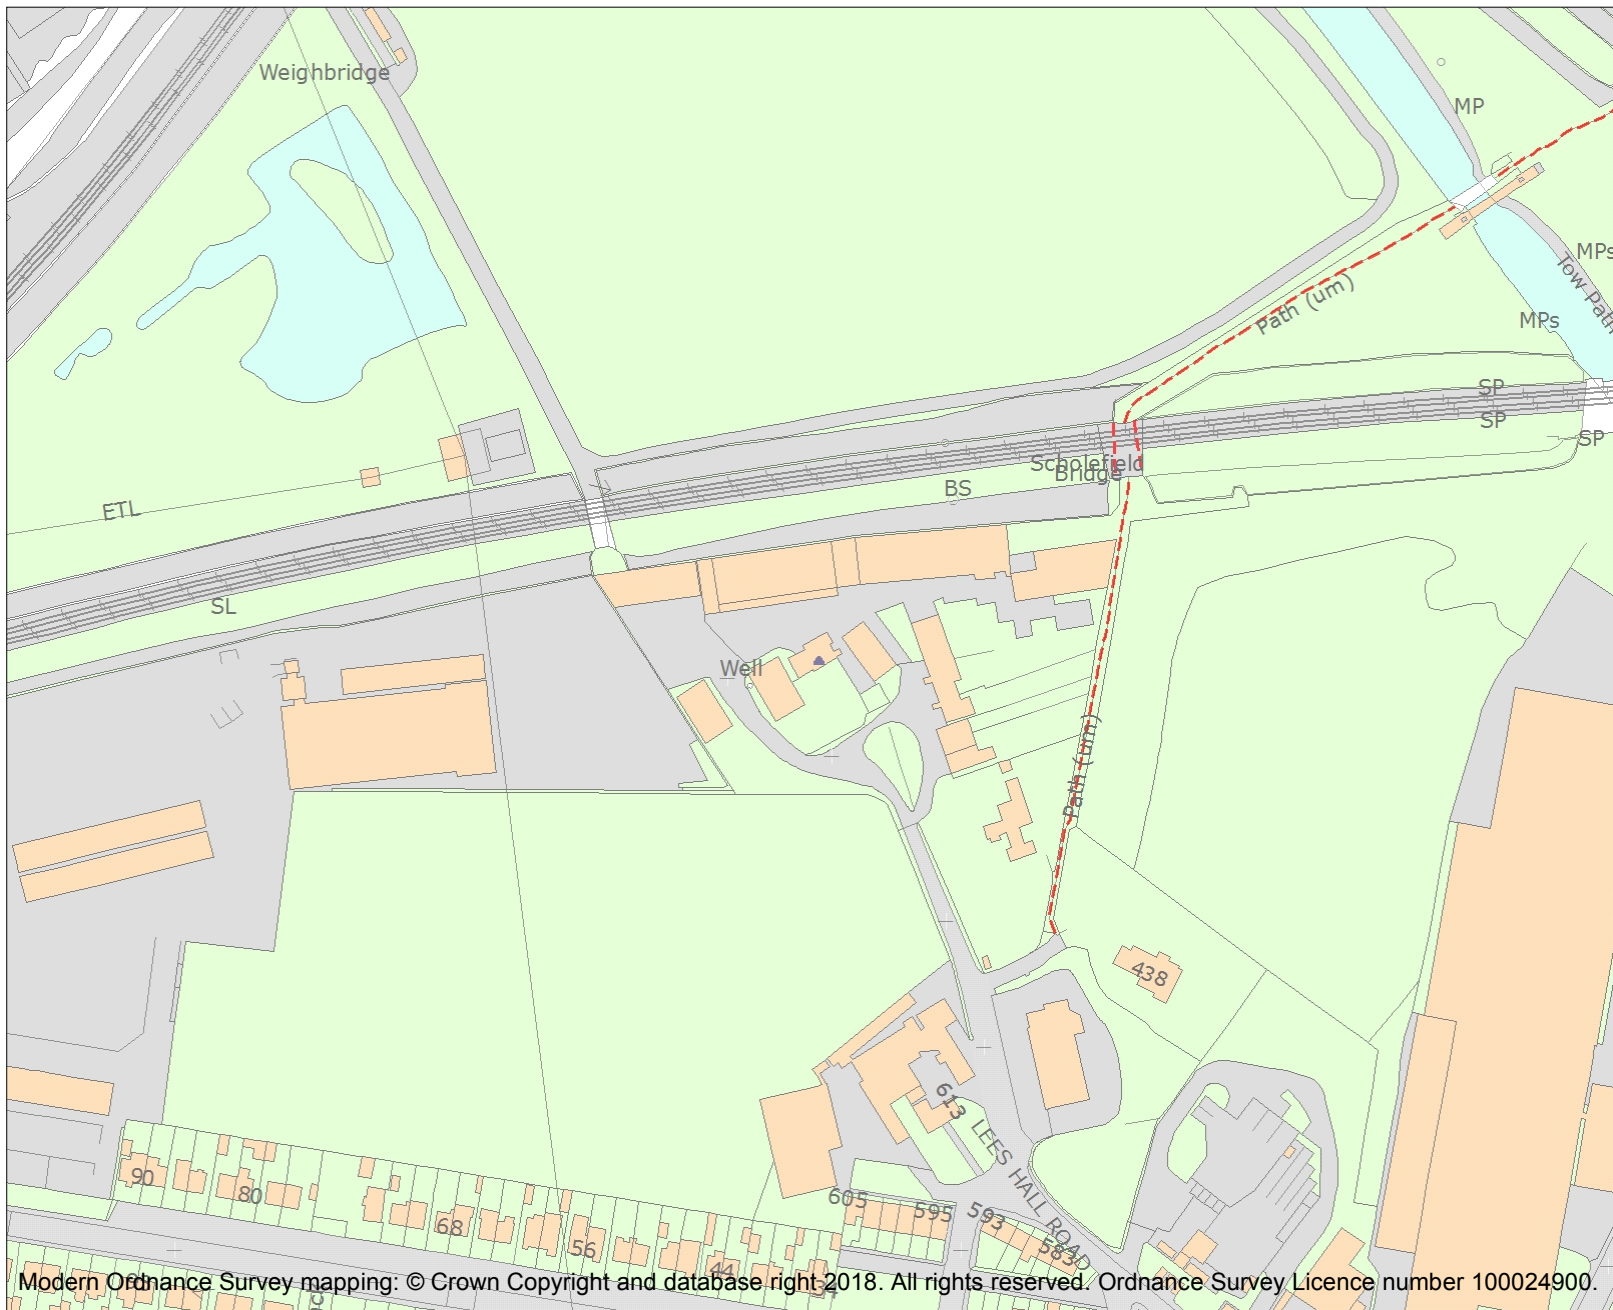 Weighbridge
MP
MPs
Tow Path
Path (um)
MPs
SP
SP
SP
Scholefield
Bridge
BS
ETL
SL
Well
Path (um)
438
613
LEES HALL ROAD
90
80
68
56
44
34
605
595
593
583
Modern Ordnance Survey mapping: © Crown Copyright and database right 2018. All rights reserved. Ordnance Survey Licence number 100024900.